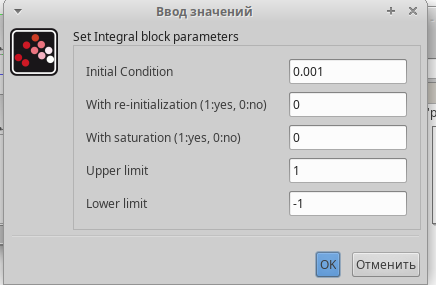 Ввод значений
Set Integral block parameters
Initial Condition 0.001
With re-initialization (1:yes, 0:no) 0
With saturation (1:yes, 0:no) 0
Upper limit 1
Lower limit -1
OK Отменить